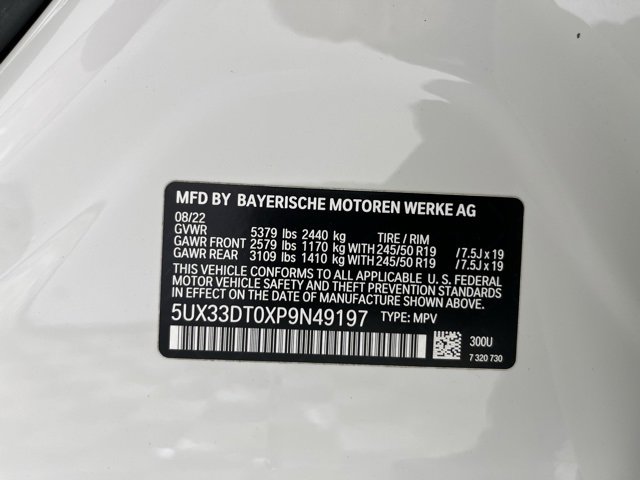 MFD BY BAYERISCHE MOTOREN WERKE AG
08/22
GVWR 5379 lbs 2440 kg TIRE / RIM
GAWR FRONT 2579 lbs 1170 kg WITH 245/50 R19 / 7.5J x 19
GAWR REAR 3109 lbs 1410 kg WITH 245/50 R19 / 7.5J x 19
THIS VEHICLE CONFORMS TO ALL APPLICABLE U.S. FEDERAL
MOTOR VEHICLE SAFETY, BUMPER, AND THEFT PREVENTION STANDARDS
IN EFFECT ON THE DATE OF MANUFACTURE SHOWN ABOVE.
5UX33DT0XP9N49197 TYPE: MPV
300U
7 320 730